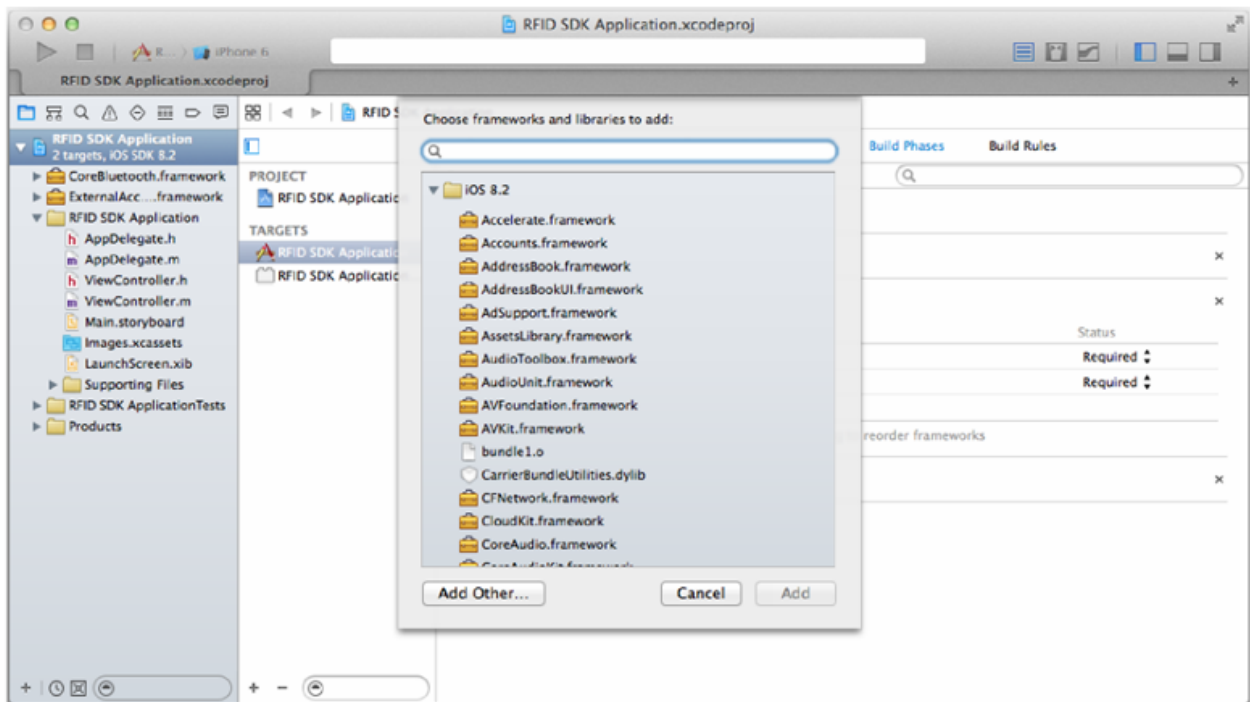 RFID SDK Application.xcodeproj
R... iPhone 6
RFID SDK Application.xcodeproj
RFID SDK Application
2 targets, iOS SDK 8.2
CoreBluetooth.framework
ExternalAcc....framework
RFID SDK Application
AppDelegate.h
AppDelegate.m
ViewController.h
ViewController.m
Main.storyboard
Images.xcassets
LaunchScreen.xib
Supporting Files
RFID SDK ApplicationTests
Products
RFID S
PROJECT
RFID SDK Applicatio
TARGETS
RFID SDK Applicatio
RFID SDK Applicatio
Choose frameworks and libraries to add:
iOS 8.2
Accelerate.framework
Accounts.framework
AddressBook.framework
AddressBookUI.framework
AdSupport.framework
AssetsLibrary.framework
AudioToolbox.framework
AudioUnit.framework
AVFoundation.framework
AVKit.framework
bundle1.o
CarrierBundleUtilities.dylib
CFNetwork.framework
CloudKit.framework
CoreAudio.framework
CoreAudioKit.framework
Add Other... Cancel Add
Build Phases Build Rules
Status
Required
Required
reorder frameworks